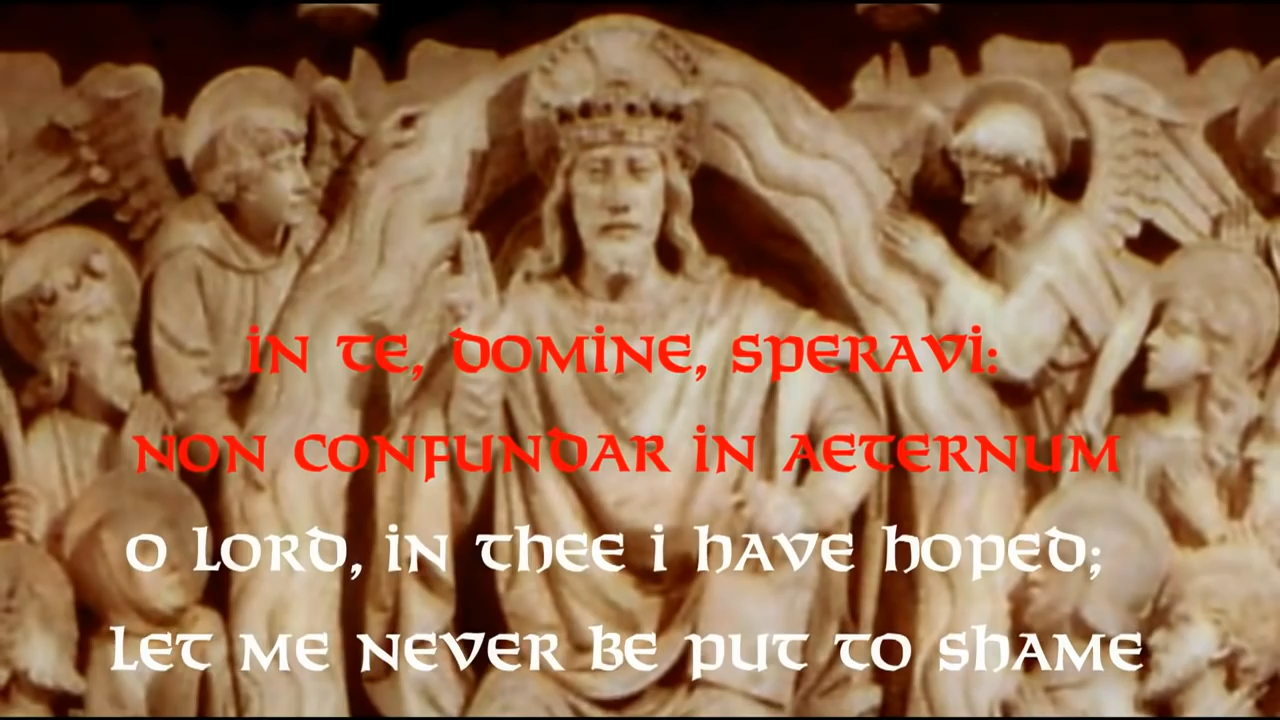 in te, domine, speravi:
non confundar in aeternum
o Lord, in thee i have hoped;
Let me never be put to shame